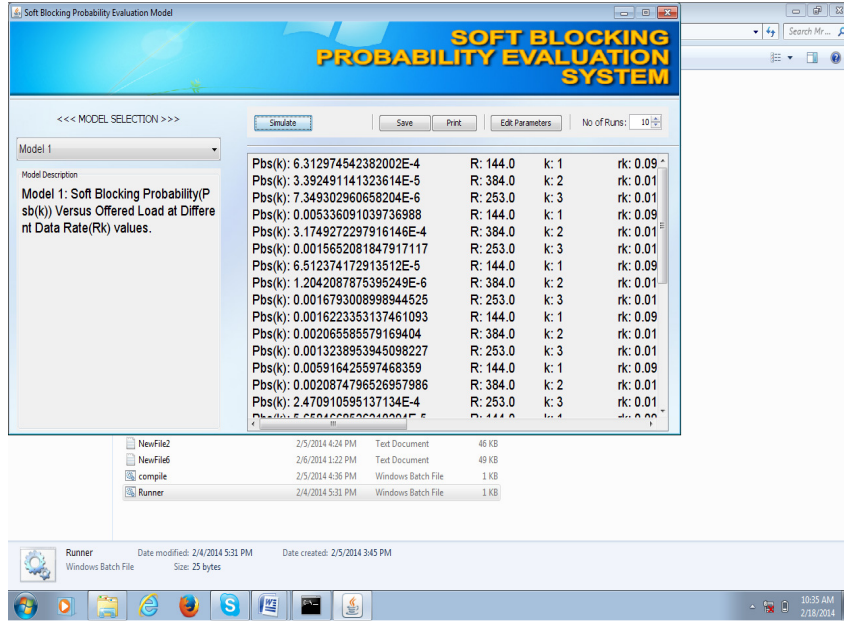 Soft Blocking Probability Evaluation Model
SOFT BLOCKING
PROBABILITY EVALUATION
SYSTEM
Search Mr ...
<<< MODEL SELECTION >>>
Simulate
Save
Print
Edit Parameters
No of Runs: 10
Model 1
Model Description
Model 1: Soft Blocking Probability(P
sb(k)) Versus Offered Load at Differe
nt Data Rate(Rk) values.
Pbs(k): 6.312974542382002E-4 R: 144.0 k: 1 rk: 0.09
Pbs(k): 3.392491141323614E-5 R: 384.0 k: 2 rk: 0.01
Pbs(k): 7.349302960658204E-6 R: 253.0 k: 3 rk: 0.01
Pbs(k): 0.005336091039736988 R: 144.0 k: 1 rk: 0.09
Pbs(k): 3.1749272297916146E-4 R: 384.0 k: 2 rk: 0.01
Pbs(k): 0.0015652081847917117 R: 253.0 k: 3 rk: 0.01
Pbs(k): 6.512374172913512E-5 R: 144.0 k: 1 rk: 0.09
Pbs(k): 1.2042087875395249E-6 R: 384.0 k: 2 rk: 0.01
Pbs(k): 0.0016793008998944525 R: 253.0 k: 3 rk: 0.01
Pbs(k): 0.0016223353137461093 R: 144.0 k: 1 rk: 0.09
Pbs(k): 0.002065585579169404 R: 384.0 k: 2 rk: 0.01
Pbs(k): 0.0013238953945098227 R: 253.0 k: 3 rk: 0.01
Pbs(k): 0.005916425597468359 R: 144.0 k: 1 rk: 0.09
Pbs(k): 0.0020874796526957986 R: 384.0 k: 2 rk: 0.01
Pbs(k): 2.470910595137134E-4 R: 253.0 k: 3 rk: 0.01
NewFile2 2/5/2014 4:24 PM Text Document 46 KB
NewFile6 2/6/2014 1:22 PM Text Document 49 KB
compile 2/5/2014 4:36 PM Windows Batch File 1 KB
Runner 2/4/2014 5:31 PM Windows Batch File 1 KB
Runner Date modified: 2/4/2014 5:31 PM Date created: 2/5/2014 3:45 PM
Windows Batch File Size: 25 bytes
10:35 AM
2/18/2014